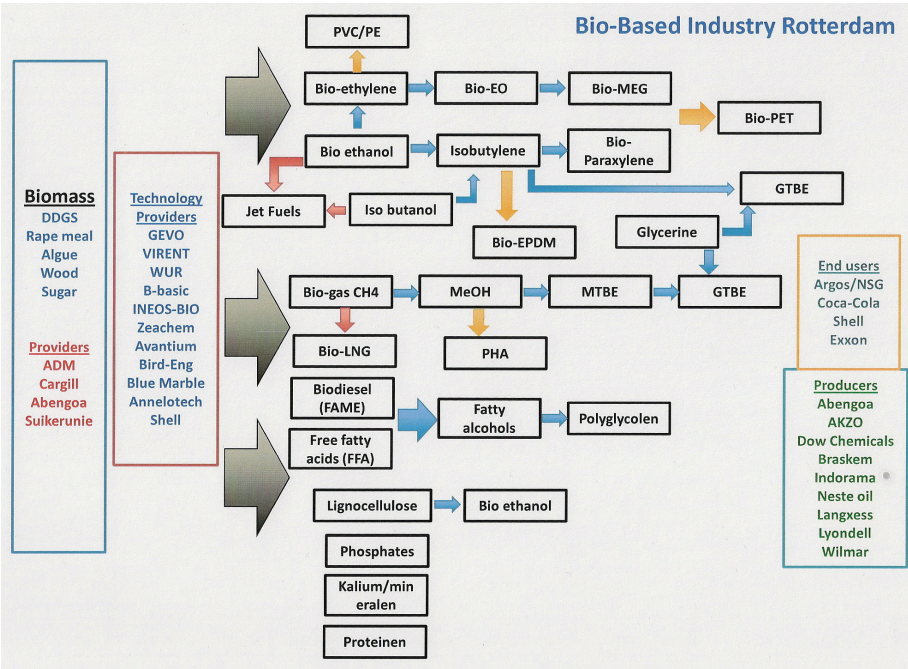 Bio-Based Industry Rotterdam
Biomass
DDGS
Rape meal
Algue
Wood
Sugar
Providers
ADM
Cargill
Abengoa
Suikerunie
Technology
Providers
GEVO
VIRENT
WUR
B-basic
INEOS-BIO
Zeachem
Avantium
Bird-Eng
Blue Marble
Annelotech
Shell
PVC/PE
Bio-ethylene
Bio-EO
Bio-MEG
Bio-PET
Bio ethanol
Isobutylene
Bio-
Paraxylene
GTBE
Jet Fuels
Iso butanol
Bio-EPDM
Glycerine
Bio-gas CH4
MeOH
MTBE
GTBE
Bio-LNG
PHA
Biodiesel
(FAME)
Free fatty
acids (FFA)
Fatty
alcohols
Polyglycolen
Lignocellulose
Bio ethanol
Phosphates
Kalium/min
eralen
Proteinen
End users
Argos/NSG
Coca-Cola
Shell
Exxon
Producers
Abengoa
AKZO
Dow Chemicals
Braskem
Indorama
Neste oil
Langxess
Lyondell
Wilmar